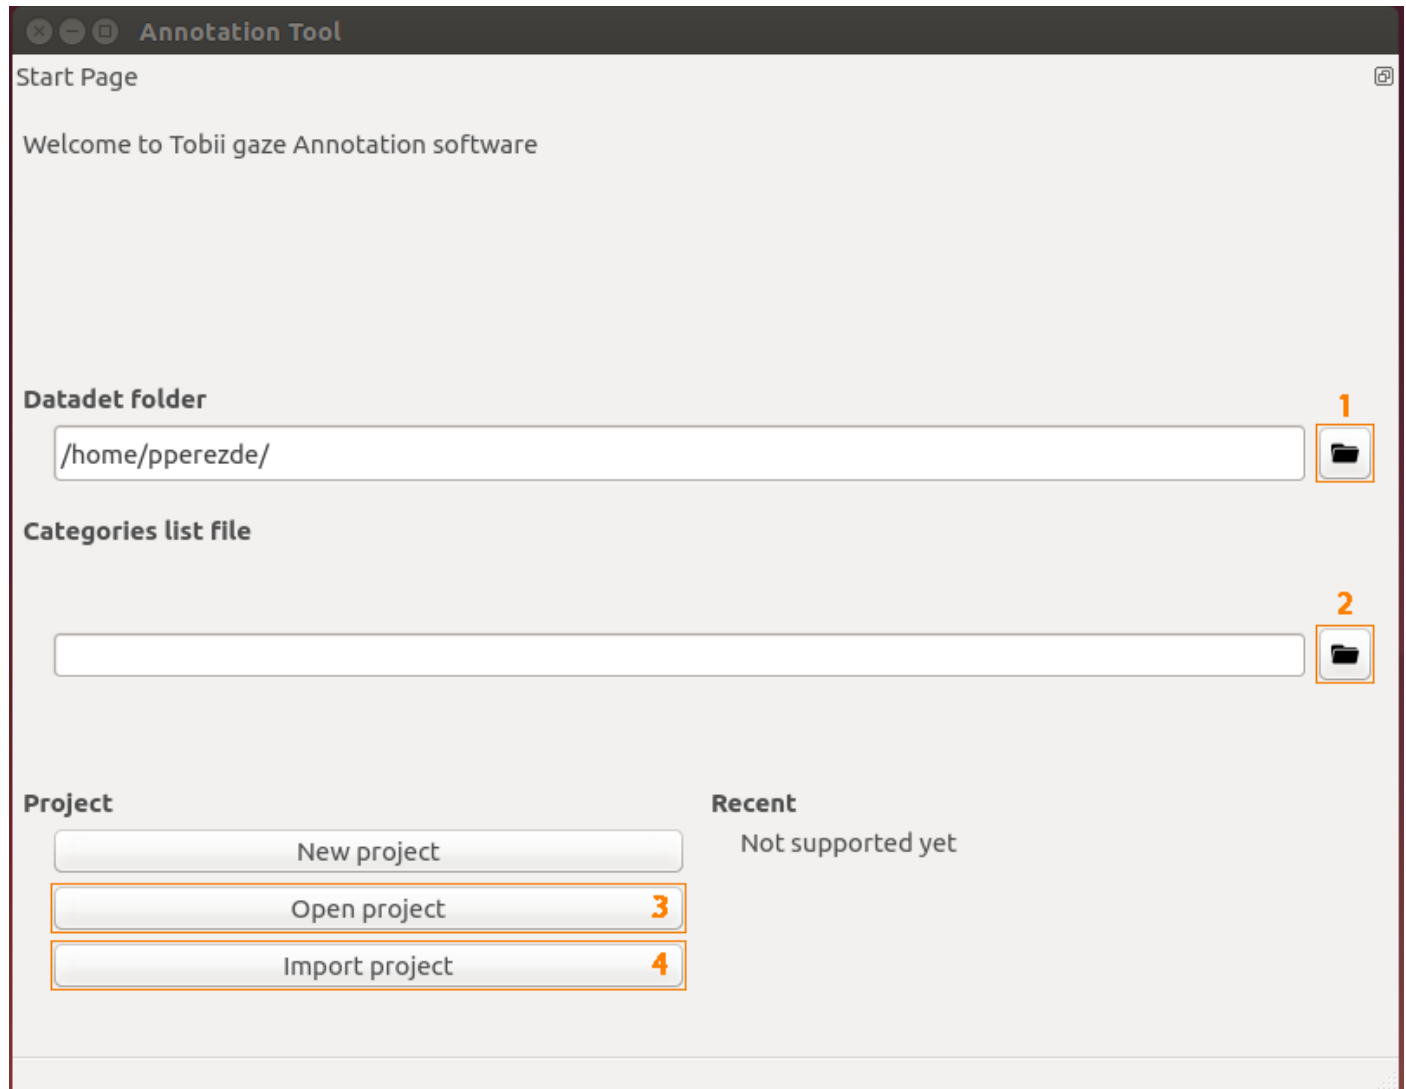 Annotation Tool
Start Page
Welcome to Tobii gaze Annotation software
Datadet folder
1
/home/pperezde/
Categories list file
2
Project
Recent
New project
Not supported yet
Open project 3
Import project 4